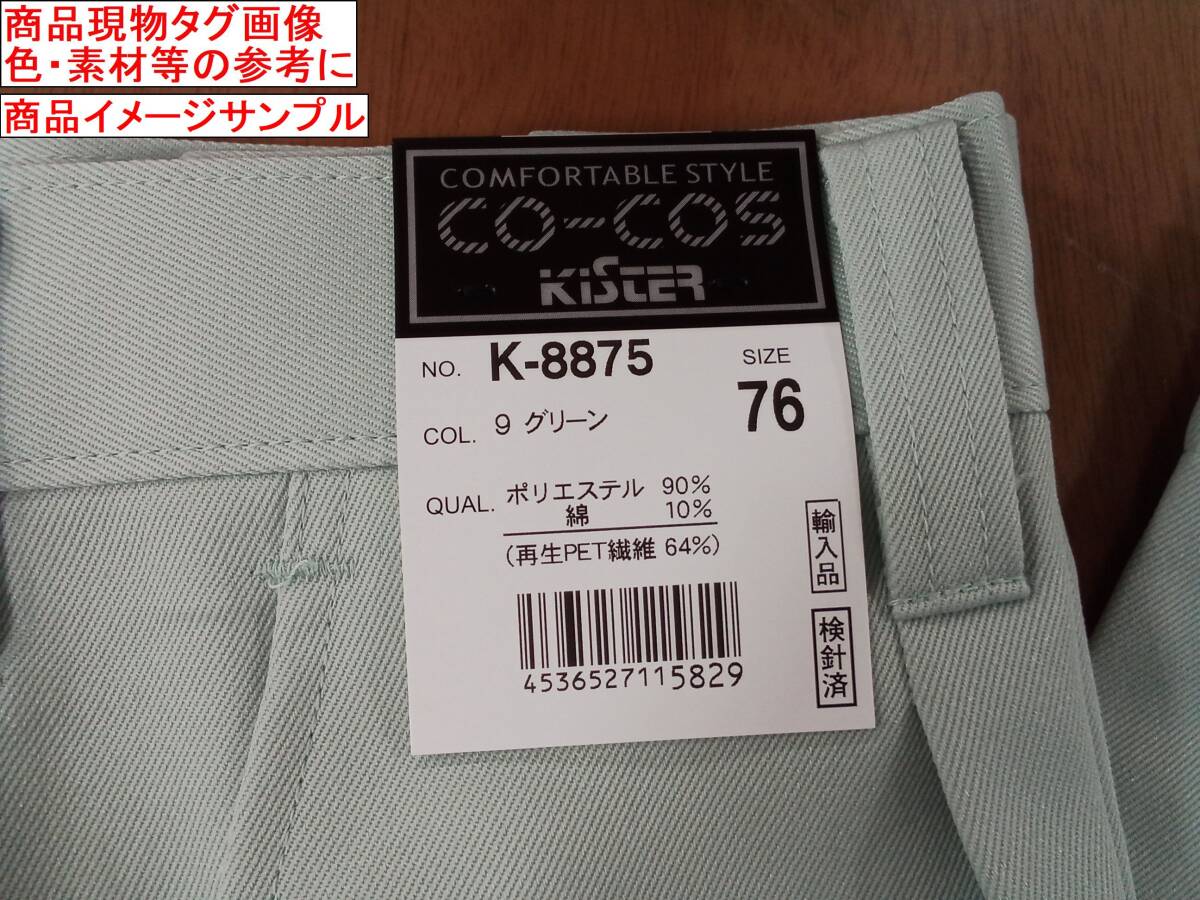 商品現物タグ画像
色・素材等の参考に
商品イメージサンプル
COMFORTABLE STYLE
CO-COS
KiSTER
NO. K-8875
SIZE
76
COL. 9 グリーン
QUAL. ポリエステル 90%
綿 10%
(再生PET繊維 64%)
輸入品
検針済
4536527115829